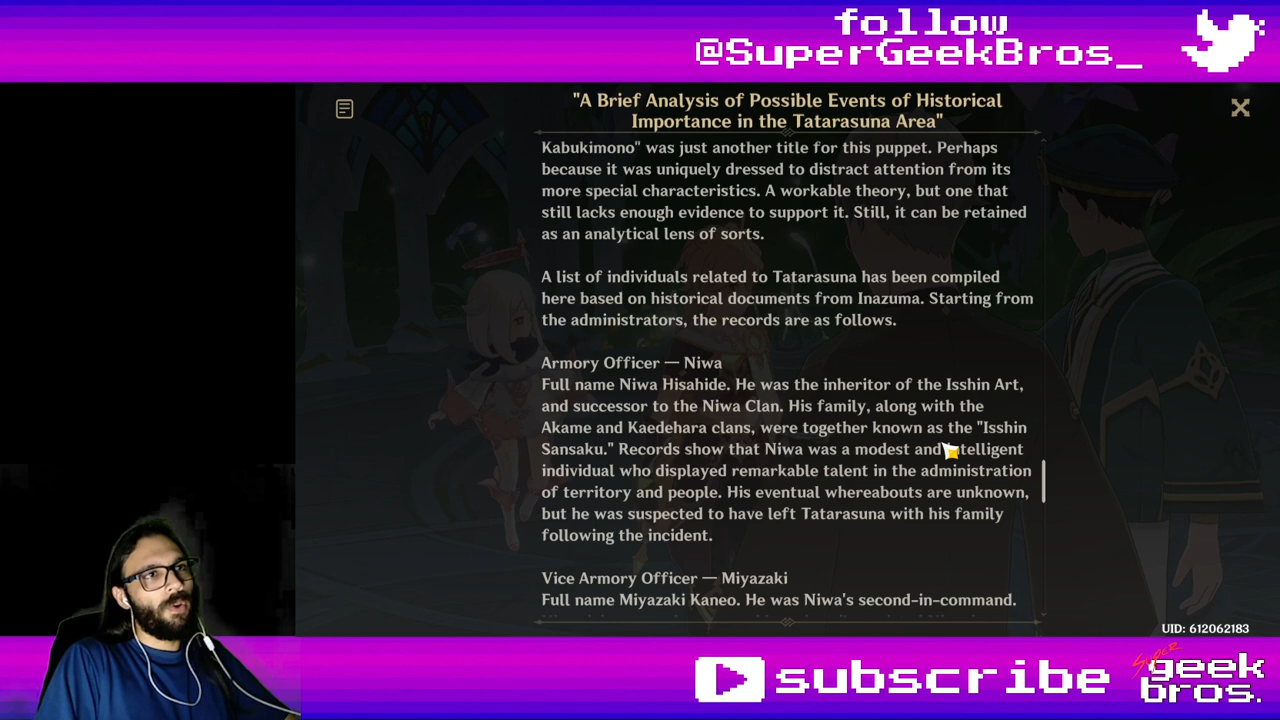 follow
@SuperGeekBros_
"A Brief Analysis of Possible Events of Historical
Importance in the Tatarasuna Area"
Kabukimono" was just another title for this puppet. Perhaps
because it was uniquely dressed to distract attention from its
more special characteristics. A workable theory, but one that
still lacks enough evidence to support it. Still, it can be retained
as an analytical lens of sorts.
A list of individuals related to Tatarasuna has been compiled
here based on historical documents from Inazuma. Starting from
the administrators, the records are as follows.
Armory Officer — Niwa
Full name Niwa Hisahide. He was the inheritor of the Isshin Art,
and successor to the Niwa Clan. His family, along with the
Akame and Kaedehara clans, were together known as the "Isshin
Sansaku." Records show that Niwa was a modest and intelligent
individual who displayed remarkable talent in the administration
of territory and people. His eventual whereabouts are unknown,
but he was suspected to have left Tatarasuna with his family
following the incident.
Vice Armory Officer — Miyazaki
Full name Miyazaki Kaneo. He was Niwa's second-in-command.
UID: 612062183
subscribe
Super
geek
bros.